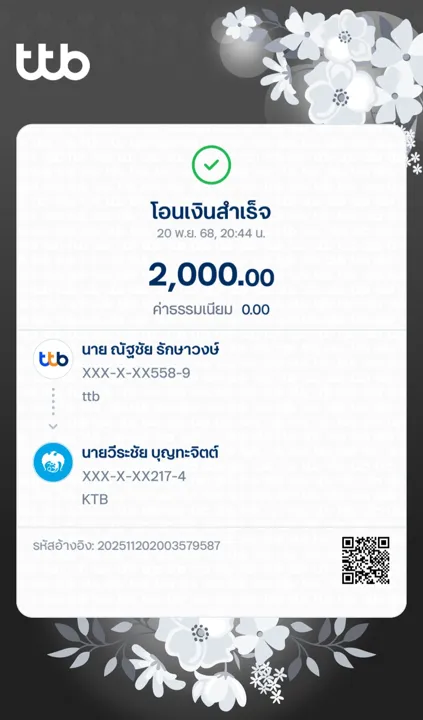 ttb
โอนเงินสำเร็จ
20 พ.ย. 68, 20:44 น.
2,000.00
ค่าธรรมเนียม 0.00
ttb
นาย ณัฐชัย รักษาวงษ์
XXX-X-XX558-9
ttb
นายวีระชัย บุญทะจิตต์
XXX-X-XX217-4
KTB
รหัสอ้างอิง: 202511202003579587